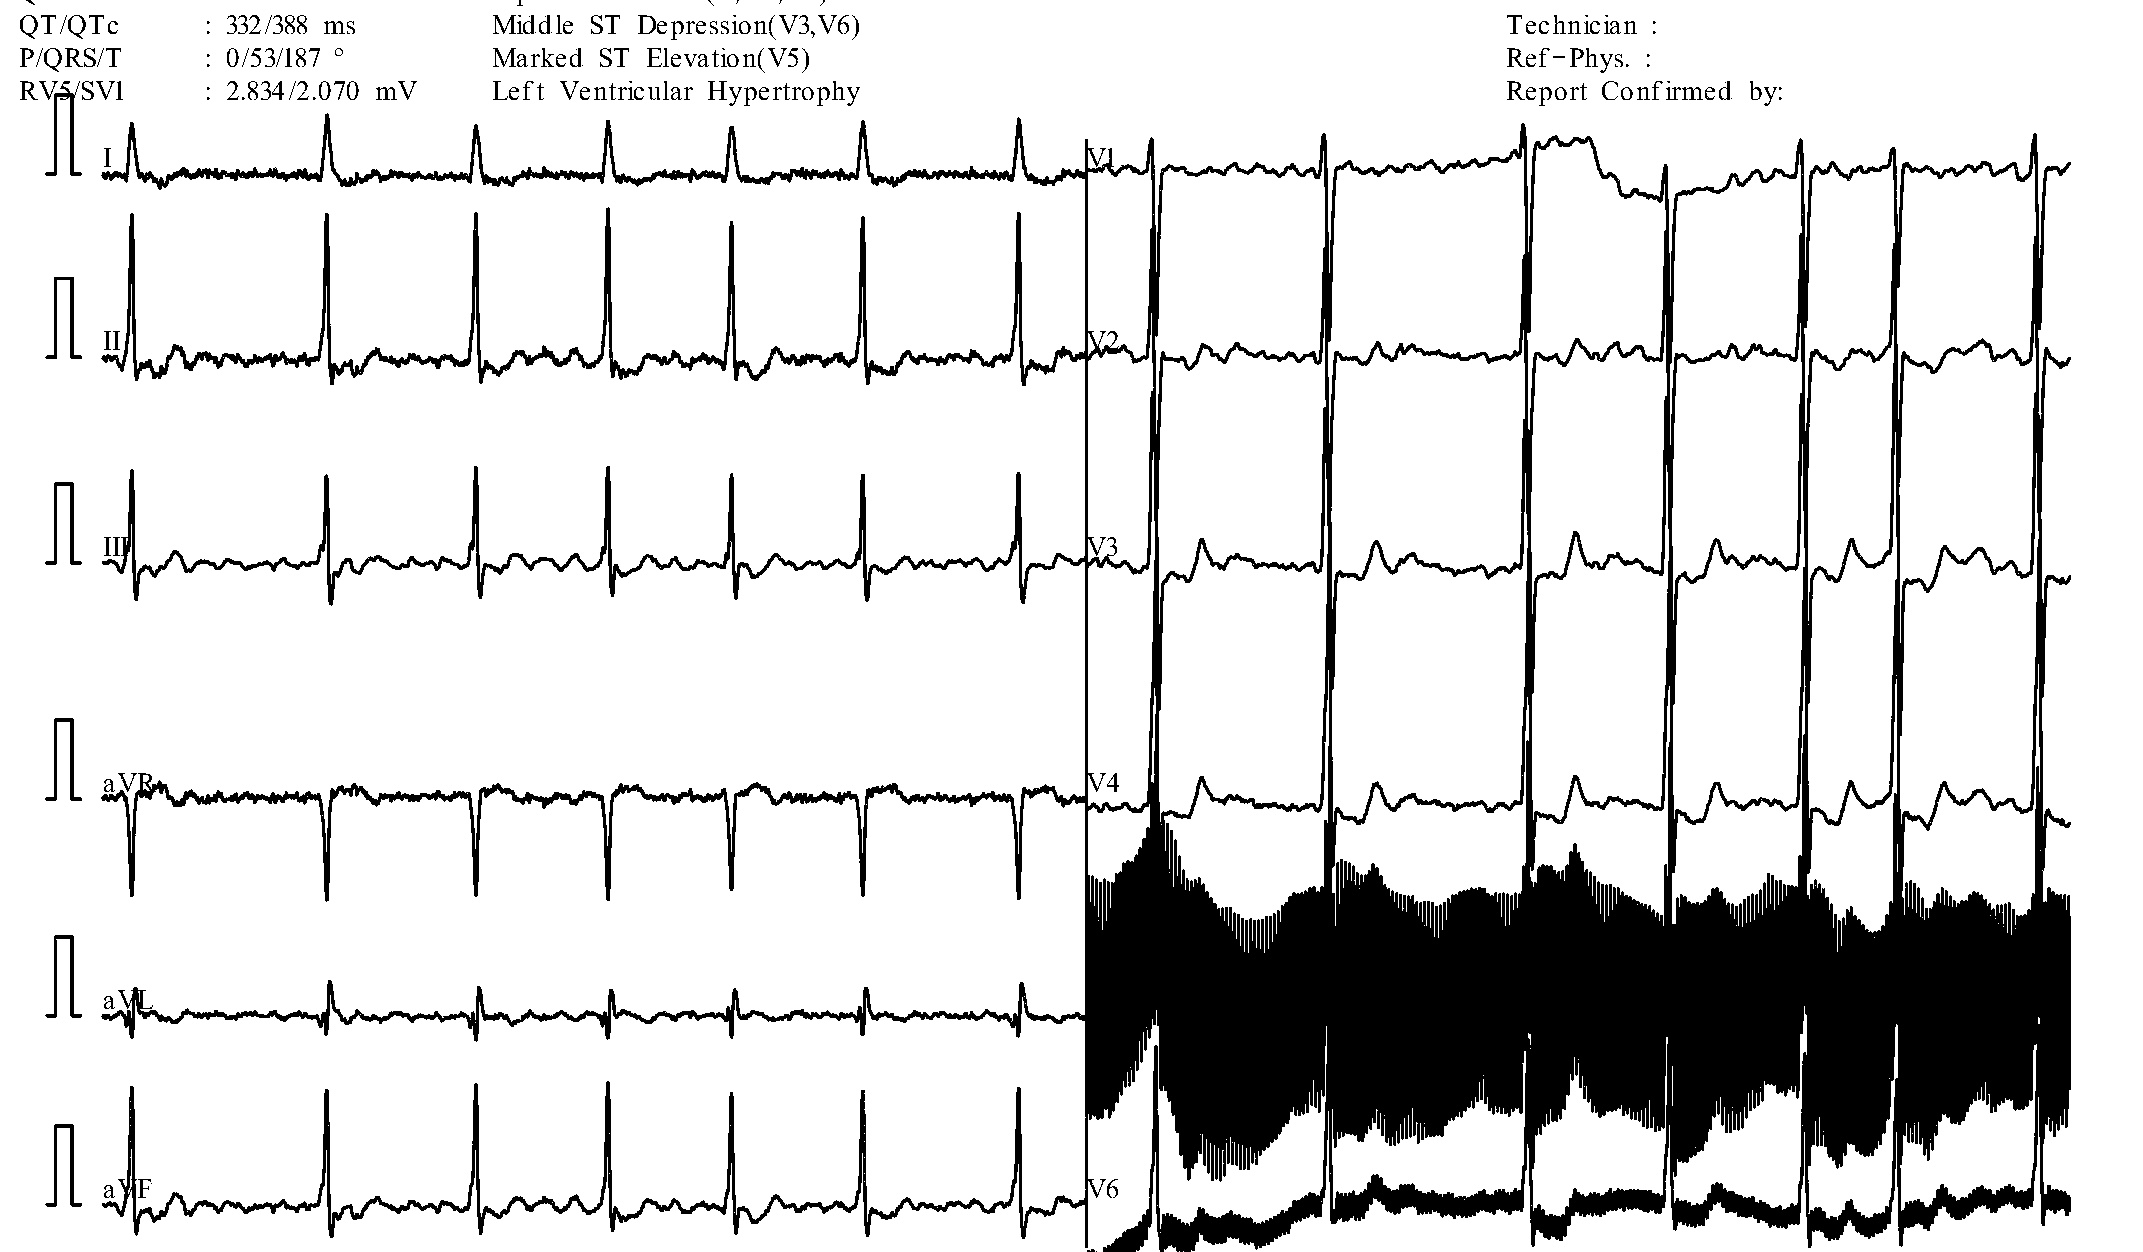 QT/QTc : 332/388 ms Middle ST Depression(V3,V6) Technician :
P/QRS/T : 0/53/187 ° Marked ST Elevation(V5) Ref-Phys. :
RV5/SV1 : 2.834/2.070 mV Left Ventricular Hypertrophy Report Confirmed by:
I V1
II V2
III V3
aVR V4
aVL
aVF V6